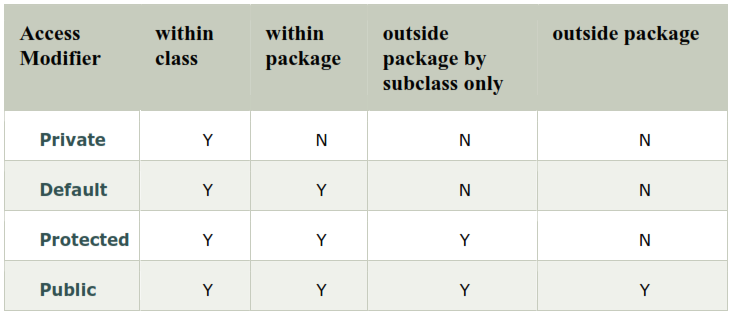 Access Modifier within class within package outside package by subclass only outside package
Private Y N N N
Default Y Y N N
Protected Y Y Y N
Public Y Y Y Y